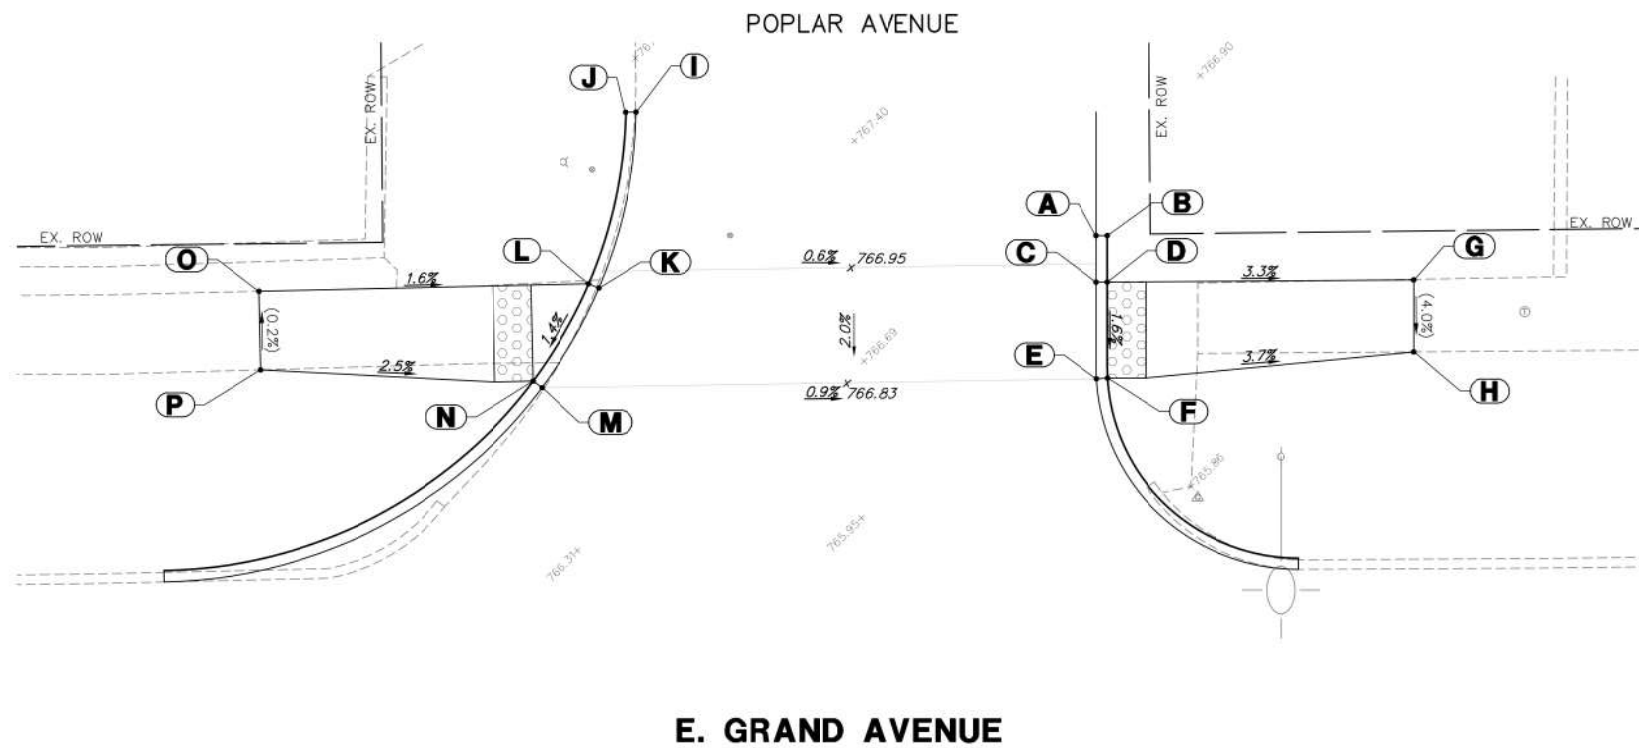 POPLAR AVENUE
J
I
EX. ROW
+767.40
EX. ROW
+766.90
A
B
EX. ROW
EX. ROW
O
L
K
0.6%
766.95
C
D
G
1.6%
3.3%
(0.2%)
1.4%
2.0%
+766.69
1.6%
(4.0%)
T
2.5%
E
3.7%
P
N
M
0.9%
766.83
F
H
+765.86
766.31+
765.95+
E. GRAND AVENUE